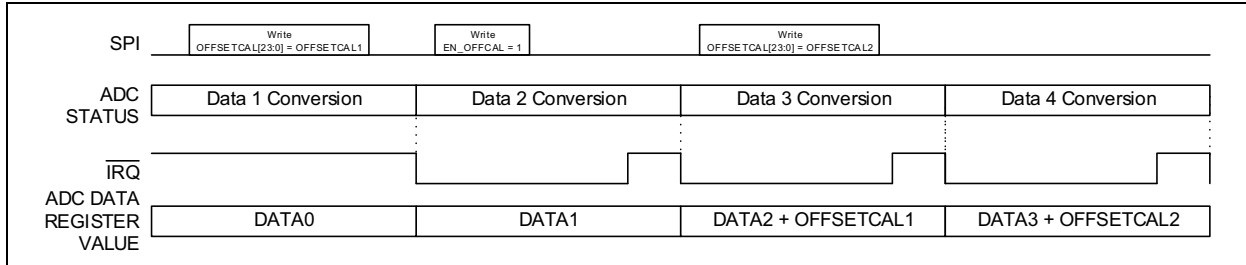 SPI
Write
OFFSETCAL[23:0] = OFFSETCAL1
Write
EN_OFFCAL = 1
Write
OFFSETCAL[23:0] = OFFSETCAL2
ADC
STATUS
Data 1 Conversion
Data 2 Conversion
Data 3 Conversion
Data 4 Conversion
IRQ
ADC DATA
REGISTER
VALUE
DATA0
DATA1
DATA2 + OFFSETCAL1
DATA3 + OFFSETCAL2